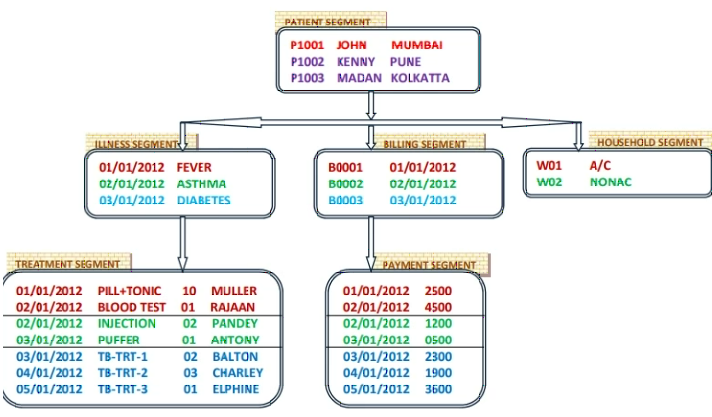 PATIENT SEGMENT
P1001 JOHN MUMBAI
P1002 KENNY PUNE
P1003 MADAN KOLKATTA
ILLNESS SEGMENT
01/01/2012 FEVER
02/01/2012 ASTHMA
03/01/2012 DIABETES
BILLING SEGMENT
B0001 01/01/2012
B0002 02/01/2012
B0003 03/01/2012
HOUSEHOLD SEGMENT
W01 A/C
W02 NONAC
TREATMENT SEGMENT
01/01/2012 PILL+TONIC 10 MULLER
02/01/2012 BLOOD TEST 01 RAJAAN
02/01/2012 INJECTION 02 PANDEY
03/01/2012 PUFFER 01 ANTONY
03/01/2012 TB-TRT-1 02 BALTON
04/01/2012 TB-TRT-2 03 CHARLEY
05/01/2012 TB-TRT-3 01 ELPHINE
PAYMENT SEGMENT
01/01/2012 2500
02/01/2012 4500
02/01/2012 1200
03/01/2012 0500
03/01/2012 2300
04/01/2012 1900
05/01/2012 3600